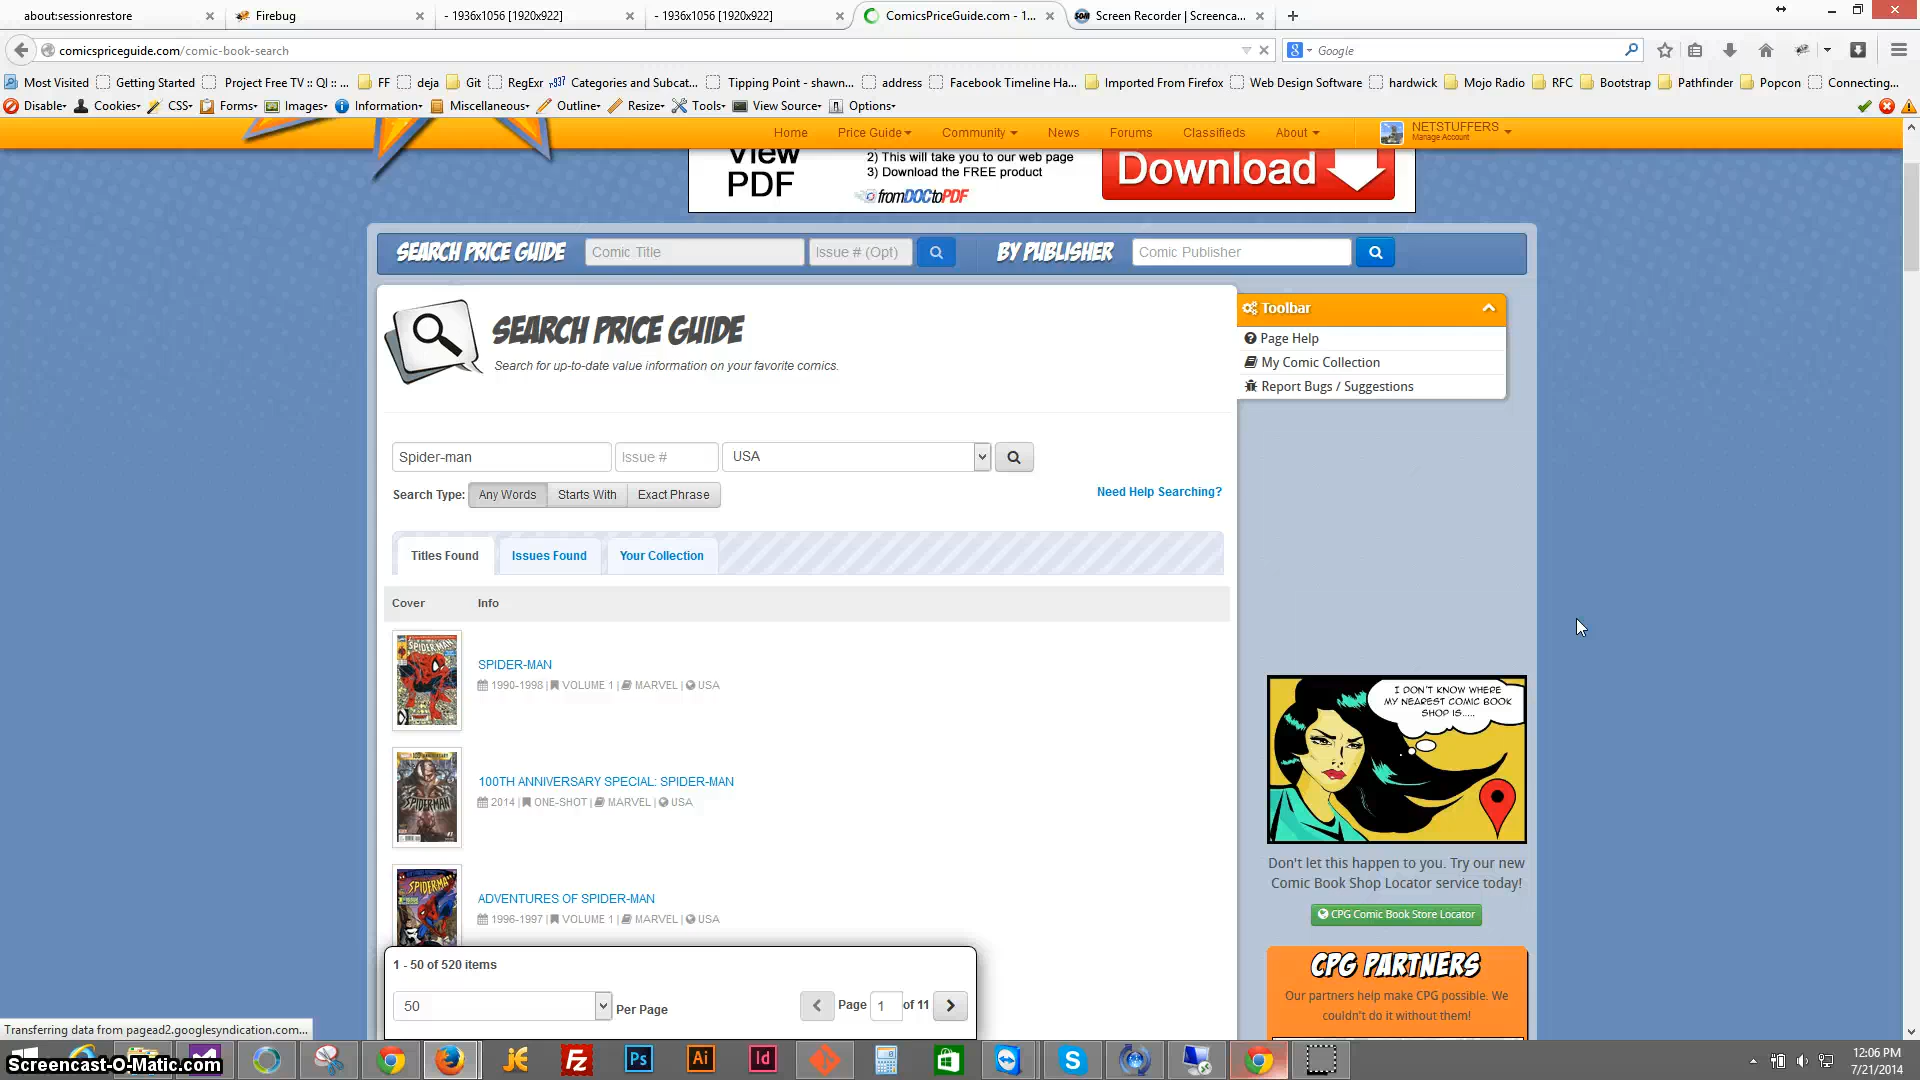 about:sessionrestore
Firebug
- 1936x1056 [1920x922]
- 1936x1056 [1920x922]
ComicsPriceGuide.com - 1...
Screen Recorder | Screenca...
comicspriceguide.com/comic-book-search
Google
Most Visited
Getting Started
Project Free TV :: QI :: ...
FF
deja
Git
RegExr
Categories and Subcat...
Tipping Point - shawn...
address
Facebook Timeline Ha...
Imported From Firefox
Web Design Software
hardwick
Mojo Radio
RFC
Bootstrap
Pathfinder
Popcon
Connecting...
Disable
Cookies
CSS
Forms
Images
Information
Miscellaneous
Outline
Resize
Tools
View Source
Options
Home
Price Guide
Community
News
Forums
Classifieds
About
NETSTUFFERS
Manage Account
View
PDF
2) This will take you to our web page
3) Download the FREE product
fromDOCtoPDF
Download
SEARCH PRICE GUIDE
Comic Title
Issue # (Opt)
BY PUBLISHER
Comic Publisher
SEARCH PRICE GUIDE
Search for up-to-date value information on your favorite comics.
Toolbar
Page Help
My Comic Collection
Report Bugs / Suggestions
Spider-man
Issue #
USA
Search Type:
Any Words
Starts With
Exact Phrase
Need Help Searching?
Titles Found
Issues Found
Your Collection
Cover
Info
SPIDER-MAN
SPIDER-MAN
1990-1998 | VOLUME 1 | MARVEL | USA
SPIDER-MAN
100TH ANNIVERSARY SPECIAL: SPIDER-MAN
2014 | ONE-SHOT | MARVEL | USA
SPIDER-MAN
ADVENTURES OF SPIDER-MAN
1996-1997 | VOLUME 1 | MARVEL | USA
I DON'T KNOW WHERE
MY NEAREST COMIC BOOK
SHOP IS.....
Don't let this happen to you. Try our new
Comic Book Shop Locator service today!
CPG Comic Book Store Locator
CPG PARTNERS
Our partners help make CPG possible. We
couldn't do it without them!
1 - 50 of 520 items
50
Per Page
Page
1
of 11
Transferring data from pagead2.googlesyndication.com...
Screencast-O-Matic.com
Fz
Ps
Ai
Id
12:06 PM
7/21/2014